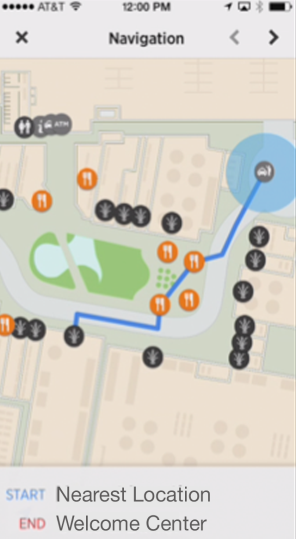 AT&T 12:00 PM
Navigation
i ATM
START Nearest Location
END Welcome Center